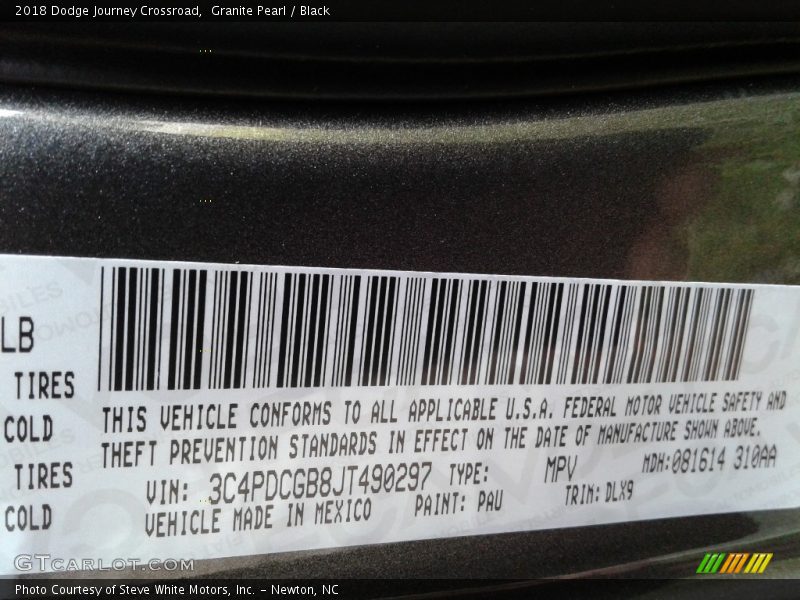 2018 Dodge Journey Crossroad,  Granite Pearl / Black
LB
TIRES
COLD
TIRES
COLD
THIS VEHICLE CONFORMS TO ALL APPLICABLE U.S.A. FEDERAL MOTOR VEHICLE SAFETY AND
THEFT PREVENTION STANDARDS IN EFFECT ON THE DATE OF MANUFACTURE SHOWN ABOVE.
VIN: 3C4PDCGB8JT490297 TYPE: MPV MDH:081614 310AA
VEHICLE MADE IN MEXICO PAINT: PAU TRIM: DLX9
GTCARLOT.COM
Photo Courtesy of Steve White Motors, Inc. – Newton, NC